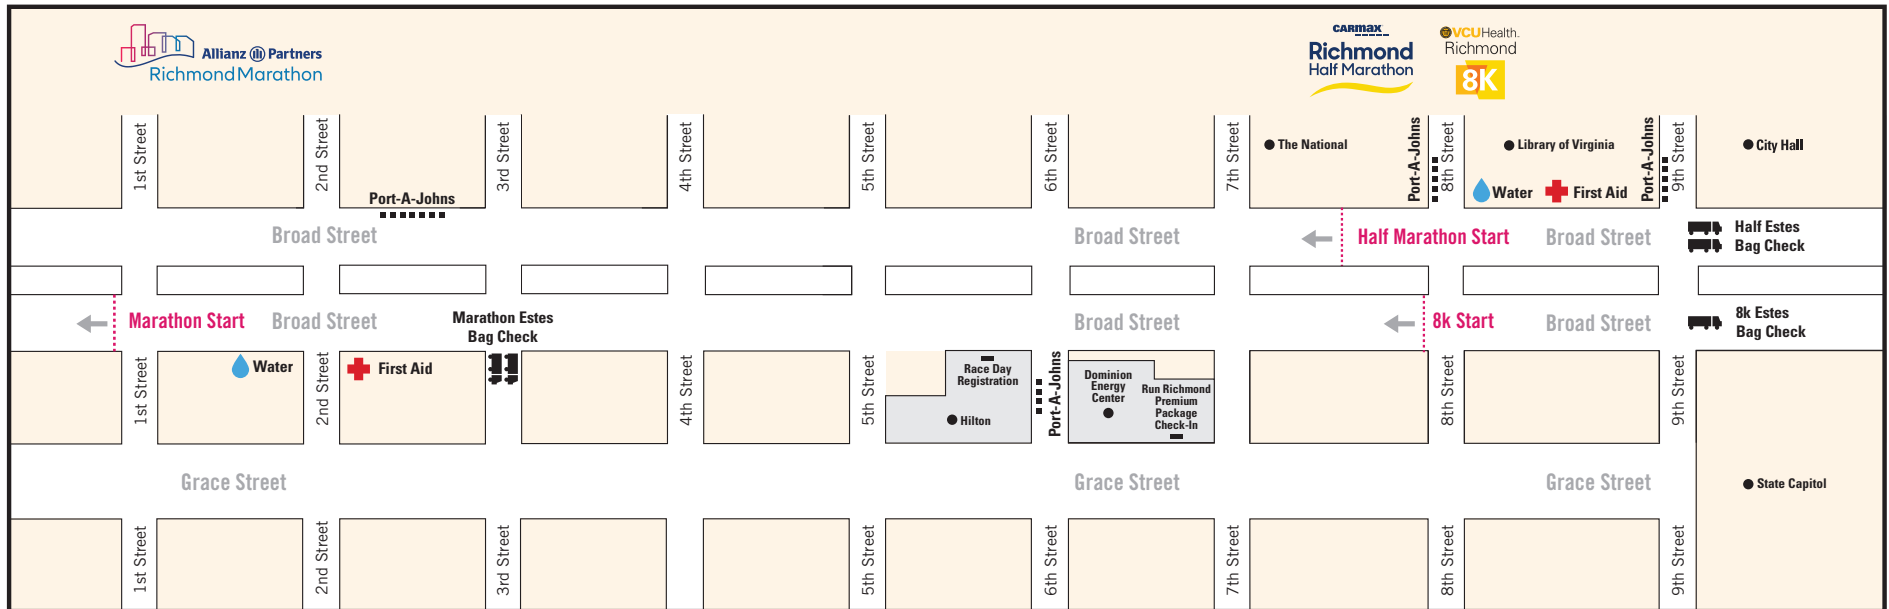 Allianz Partners
Richmond Marathon
CARMAX
Richmond
Half Marathon
VCUHealth.
Richmond
8K
1st Street
2nd Street
3rd Street
4th Street
5th Street
6th Street
7th Street
8th Street
9th Street
Port-A-Johns
The National
Port-A-Johns
Library of Virginia
Water
First Aid
Port-A-Johns
City Hall
Broad Street
Broad Street
Half Marathon Start
Broad Street
Half Estes
Bag Check
Marathon Start
Broad Street
Marathon Estes
Bag Check
Broad Street
8k Start
Broad Street
8k Estes
Bag Check
1st Street
Water
2nd Street
First Aid
4th Street
5th Street
Race Day
Registration
Hilton
Port-A-Johns
Dominion
Energy
Center
Run Richmond
Premium
Package
Check-In
8th Street
9th Street
Grace Street
Grace Street
Grace Street
State Capitol
1st Street
2nd Street
3rd Street
5th Street
6th Street
7th Street
8th Street
9th Street